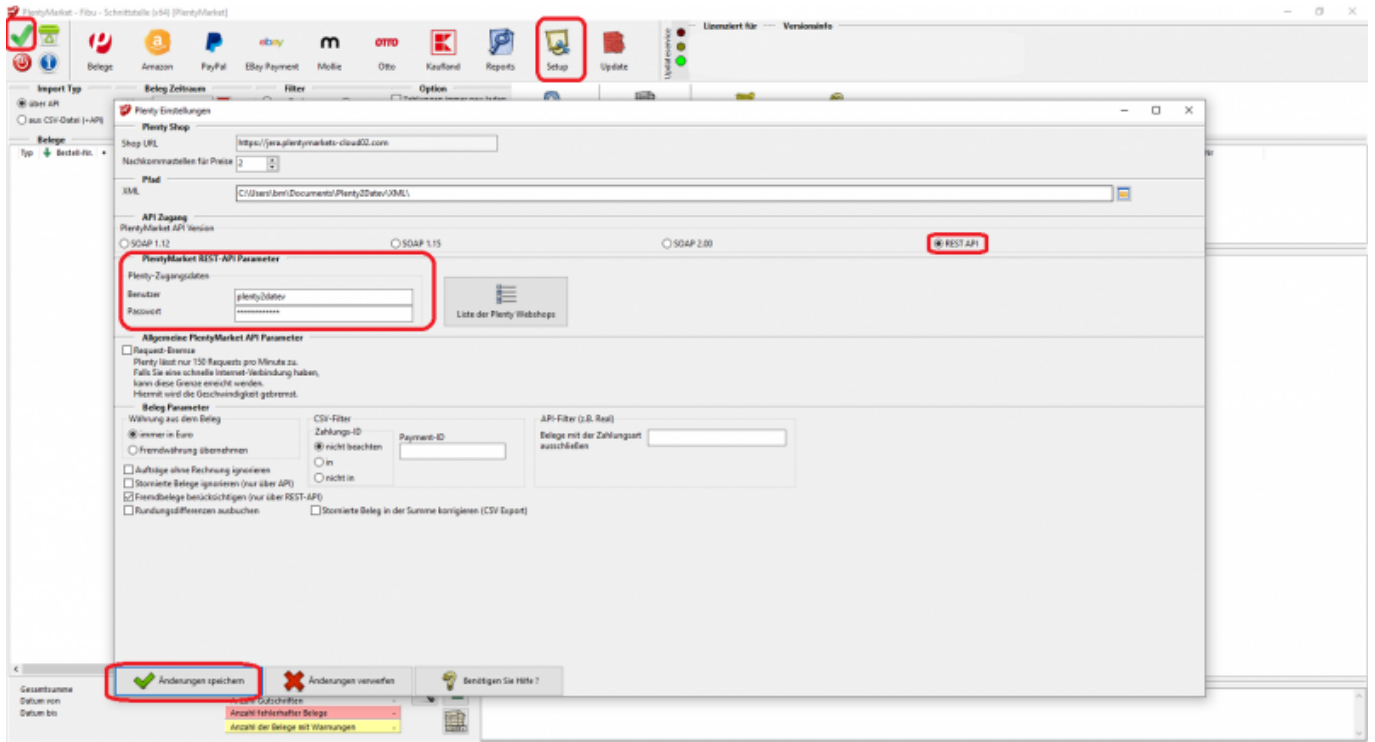 PlentyMarket - Fibu - Schnittstelle (x64) [PlentyMarket]
Lizenziert für Versionsinfo
Updateservice
Belege Amazon PayPal EBay Payment Mollie Otto Kaufland Reports Setup Update
Import Typ Beleg Zeitraum Filter Option
über API
aus CSV-Datei (+API)
Belege
Typ Bestell-Nr.
Plenty Einstellungen
Plenty Shop
Shop URL https://jera.plentymarkets-cloud02.com
Nachkommastellen für Preise 2
Pfad
XML C:\Users\bm\Documents\Plenty2Datev\XML\
API Zugang
PlentyMarket API Version
SOAP 1.12 SOAP 1.15 SOAP 2.00 REST API
PlentyMarket REST-API Parameter
Plenty-Zugangsdaten
Benutzer plenty2datev
Passwort *************
Liste der Plenty Webshops
Allgemeine PlentyMarket API Parameter
Request-Bremse
Plenty lässt nur 150 Requests pro Minute zu.
Falls Sie eine schnelle Internet-Verbindung haben,
kann diese Grenze erreicht werden.
Hiermit wird die Geschwindigkeit gebremst.
Beleg Parameter
Währung aus dem Beleg
immer in Euro
Fremdwährung übernehmen
CSV-Filter
Zahlungs-ID
nicht beachten
in
nicht in
Payment-ID
API-Filter (z.B. Real)
Belege mit der Zahlungsart
ausschließen
Aufträge ohne Rechnung ignorieren
Stornierte Belege ignorieren (nur über API)
Fremdbelege berücksichtigen (nur über REST-API)
Rundungsdifferenzen ausbuchen Stornierte Beleg in der Summe korrigieren (CSV Export)
Änderungen speichern Änderungen verwerfen Benötigen Sie Hilfe ?
Gesamtsumme
Datum von Anzahl Gutschriften -
Datum bis Anzahl fehlerhafter Belege -
Anzahl der Belege mit Warnungen -